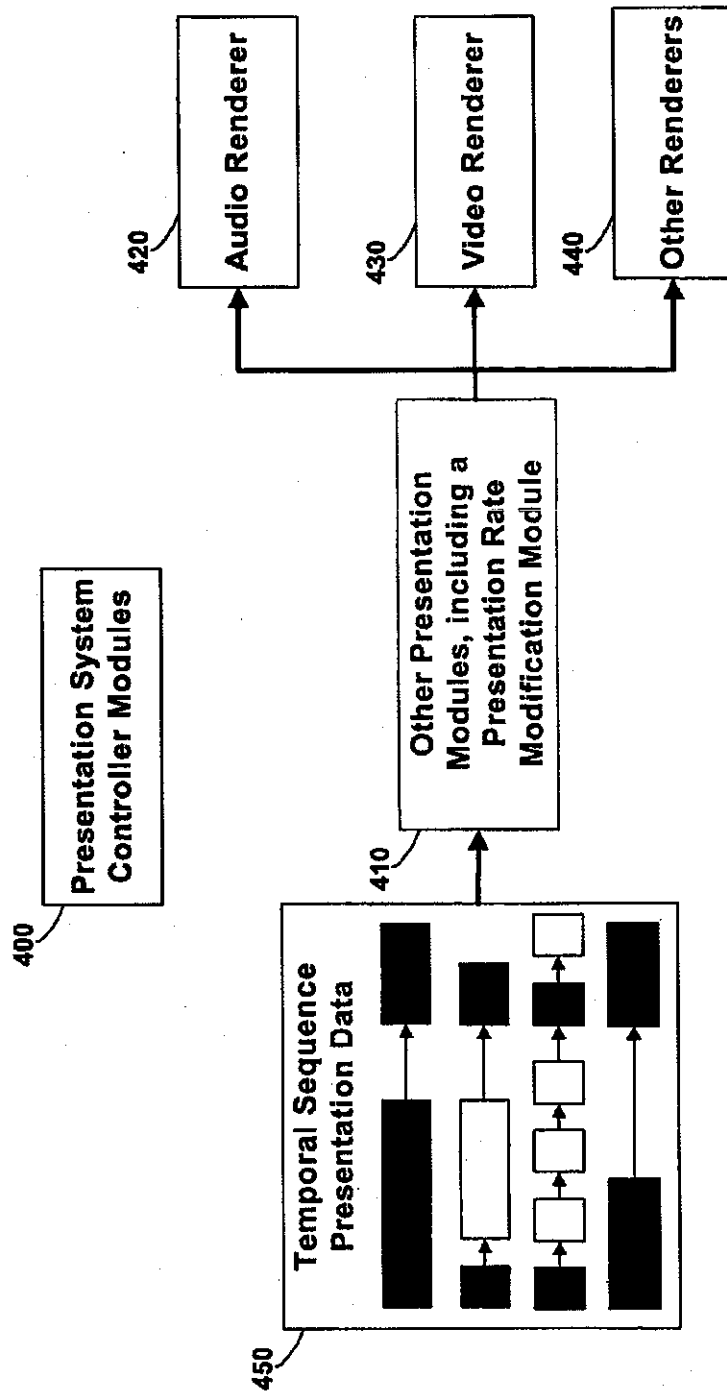 400
Presentation System
Controller Modules
450
Temporal Sequence
Presentation Data
410
Other Presentation
Modules, including a
Presentation Rate
Modification Module
420
Audio Renderer
430
Video Renderer
440
Other Renderers